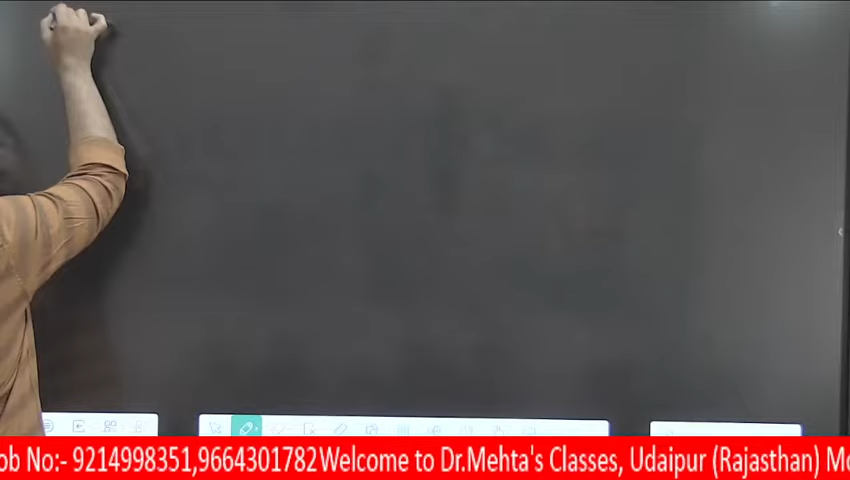 ob No:- 9214998351,9664301782Welcome to Dr.Mehta's Classes, Udaipur (Rajasthan) Mo